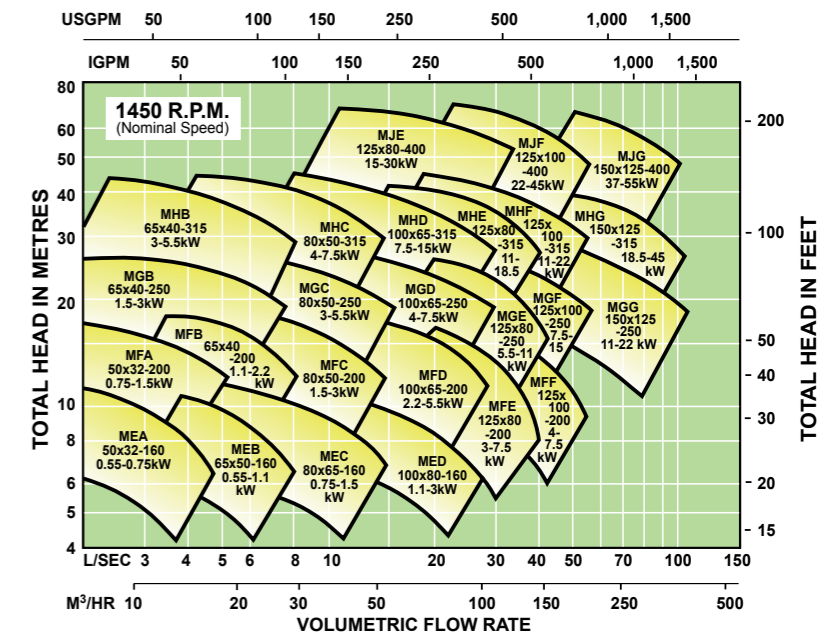 USGPM 50 100 150 250 500 1,000 1,500
IGPM 50 100 150 250 500 1,000 1,500
1450 R.P.M.
(Nominal Speed)
TOTAL HEAD IN METRES
80
60
50
40
30
20
10
8
6
5
4
TOTAL HEAD IN FEET
200
100
50
40
30
20
15
MJE
125x80-400
15-30kW
MJF
125x100
-400
22-45kW
MJG
150x125-400
37-55kW
MHB
65x40-315
3-5.5kW
MHC
80x50-315
4-7.5kW
MHD
100x65-315
7.5-15kW
MHE
125x80
-315
11-
18.5
MHF
125x
100
-315
11-22
kW
MHG
150x125
-315
18.5-45
kW
MGB
65x40-250
1.5-3kW
MGC
80x50-250
3-5.5kW
MGD
100x65-250
4-7.5kW
MGE
125x80
-250
5.5-11
kW
MGF
125x100
-250
7.5-
15
MGG
150x125
-250
11-22 kW
MFA
50x32-200
0.75-1.5kW
MFB
65x40
-200
1.1-2.2
kW
MFC
80x50-200
1.5-3kW
MFD
100x65-200
2.2-5.5kW
MFE
125x80
-200
3-7.5
kW
MFF
125x
100
-200
4-
7.5
kW
MEA
50x32-160
0.55-0.75kW
MEB
65x50-160
0.55-1.1
kW
MEC
80x65-160
0.75-1.5
kW
MED
100x80-160
1.1-3kW
L/SEC 3 4 5 6 8 10 20 30 40 50 70 100 150
M3/HR 10 20 30 50 100 150 250 500
VOLUMETRIC FLOW RATE